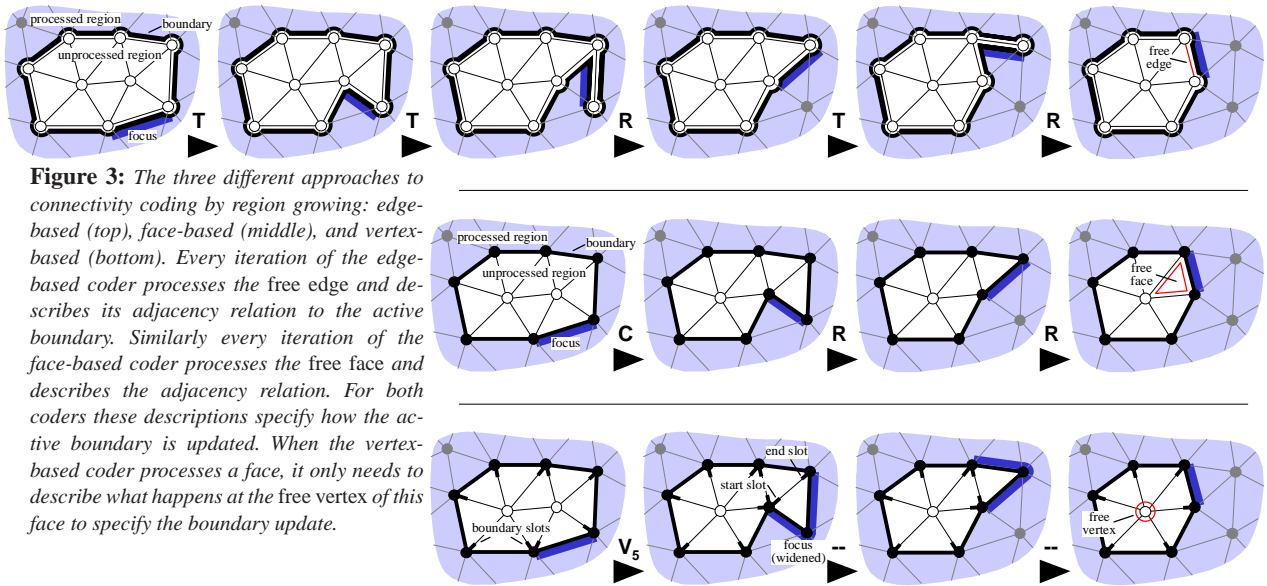 processed region
boundary
unprocessed region
focus
T
T
R
T
R
free
edge
Figure 3: The three different approaches to
connectivity coding by region growing: edge-
based (top), face-based (middle), and vertex-
based (bottom). Every iteration of the edge-
based coder processes the free edge and de-
scribes its adjacency relation to the active
boundary. Similarly every iteration of the
face-based coder processes the free face and
describes the adjacency relation. For both
coders these descriptions specify how the ac-
tive boundary is updated. When the vertex-
based coder processes a face, it only needs to
describe what happens at the free vertex of this
face to specify the boundary update.
processed region
boundary
unprocessed region
focus
C
R
R
free
face
boundary slots
V5
end slot
start slot
focus
(widened)
--
--
free
vertex